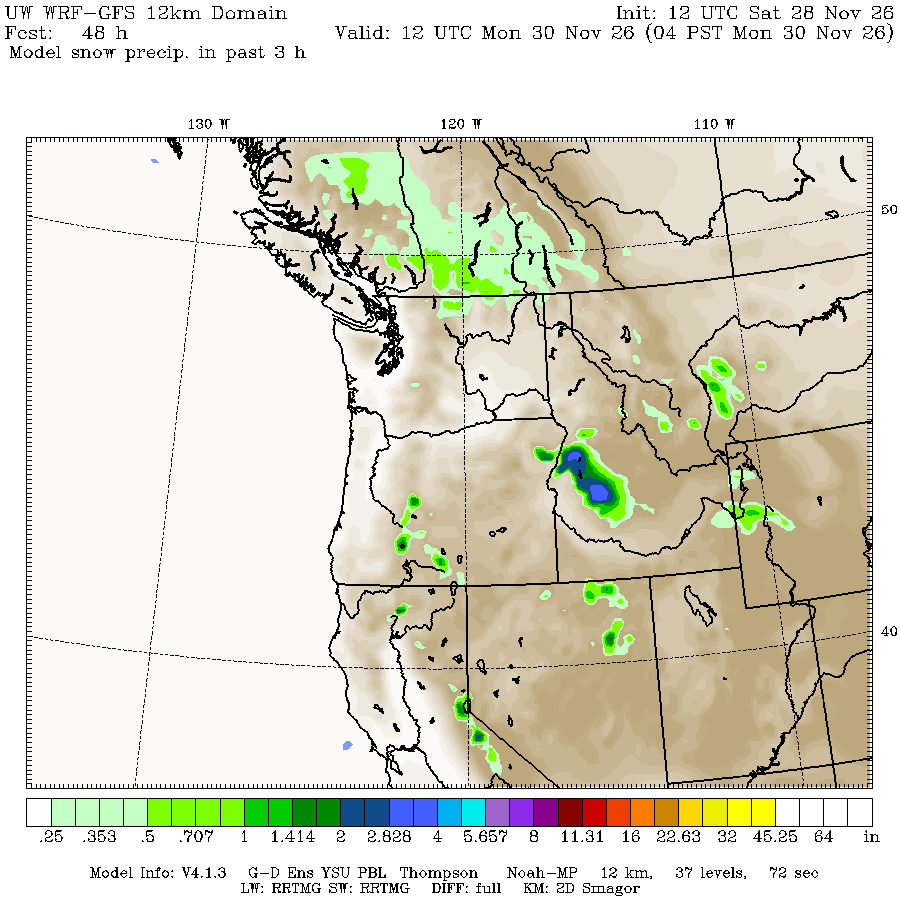 UW WRF-GFS 12km Domain Init: 12 UTC Sat 28 Nov 26
Fcst: 48 h Valid: 12 UTC Mon 30 Nov 26 (04 PST Mon 30 Nov 26)
Model snow precip. in past 3 h
130 W 120 W 110 W
50
40
.25 .353 .5 .707 1 1.414 2 2.828 4 5.657 8 11.31 16 22.63 32 45.25 64 in
Model Info: V4.1.3 G-D Ens YSU PBL Thompson Noah-MP 12 km, 37 levels, 72 sec
LW: RRTMG SW: RRTMG DIFF: full KM: 2D Smagor